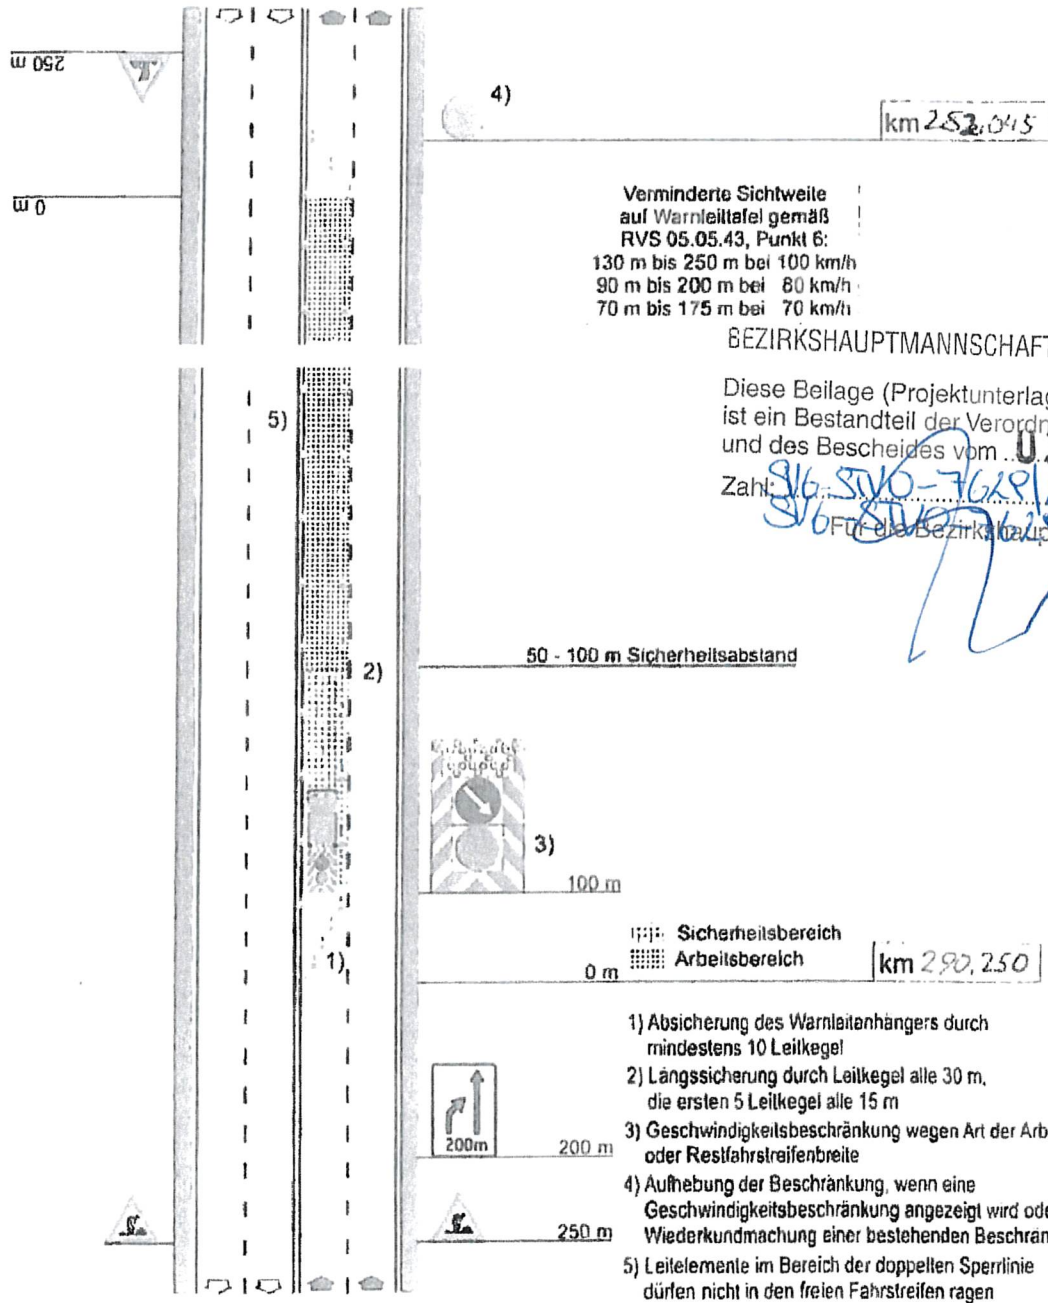 250 m
4)
km 252,045
0 m
Verminderte Sichtweite
auf Warnleittafel gemäß
RVS 05.05.43, Punkt 6:
130 m bis 250 m bei 100 km/h
90 m bis 200 m bei 80 km/h
70 m bis 175 m bei 70 km/h
BEZIRKSHAUPTMANNSCHAFT
Diese Beilage (Projektunterlag
5)
ist ein Bestandteil der Verordn
und des Bescheides vom
Zahl:
Für die Bezirkshaup
50 - 100 m Sicherheitsabstand
2)
3)
100 m
Sicherheitsbereich
Arbeitsbereich
1)
0 m
km 290,250
1) Absicherung des Warnleitanhängers durch
mindestens 10 Leitkegel
2) Längssicherung durch Leitkegel alle 30 m,
die ersten 5 Leitkegel alle 15 m
200m
200 m
3) Geschwindigkeitsbeschränkung wegen Art der Arb
oder Restfahrstreifenbreite
4) Aufhebung der Beschränkung, wenn eine
Geschwindigkeitsbeschränkung angezeigt wird ode
250 m
Wiederkundmachung einer bestehenden Beschrän
5) Leitelemente im Bereich der doppelten Sperrlinie
dürfen nicht in den freien Fahrstreifen ragen